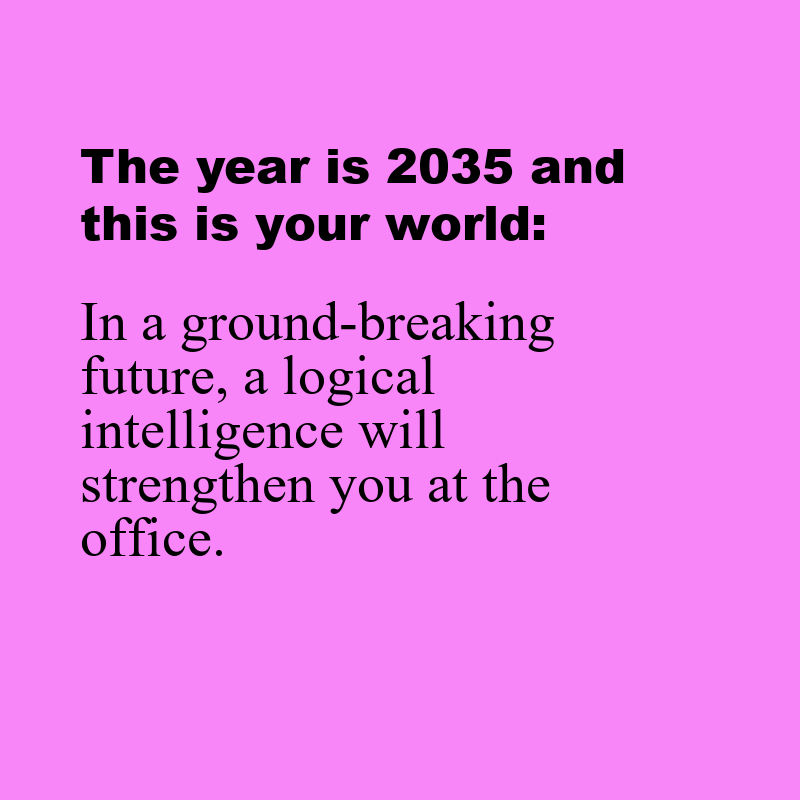 The year is 2035 and
this is your world:
In a ground-breaking
future, a logical
intelligence will
strengthen you at the
office.